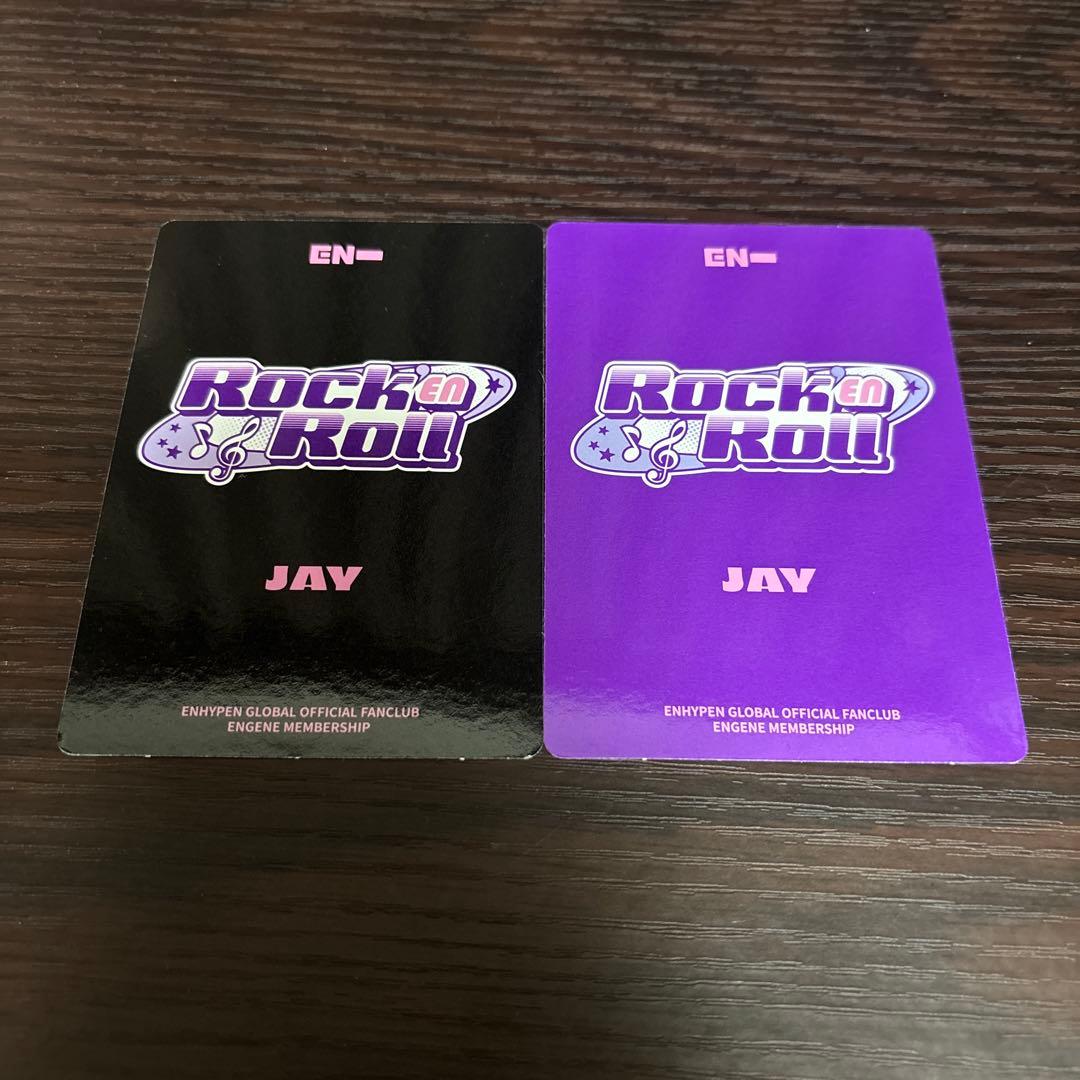 EN–
Rock'EN
Roll
JAY
ENHYPEN GLOBAL OFFICIAL FANCLUB
ENGENE MEMBERSHIP
EN–
Rock'EN
Roll
JAY
ENHYPEN GLOBAL OFFICIAL FANCLUB
ENGENE MEMBERSHIP